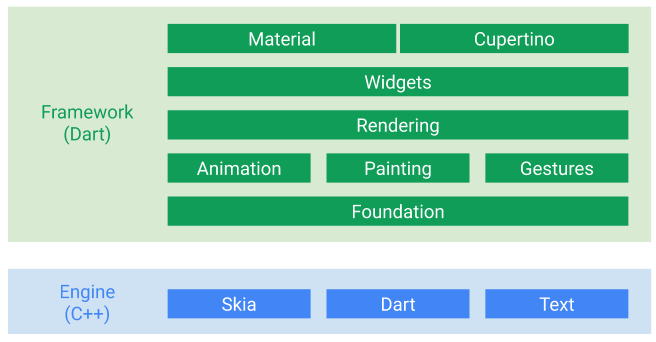 Framework
(Dart)
Material
Cupertino
Widgets
Rendering
Animation
Painting
Gestures
Foundation
Engine
(C++)
Skia
Dart
Text